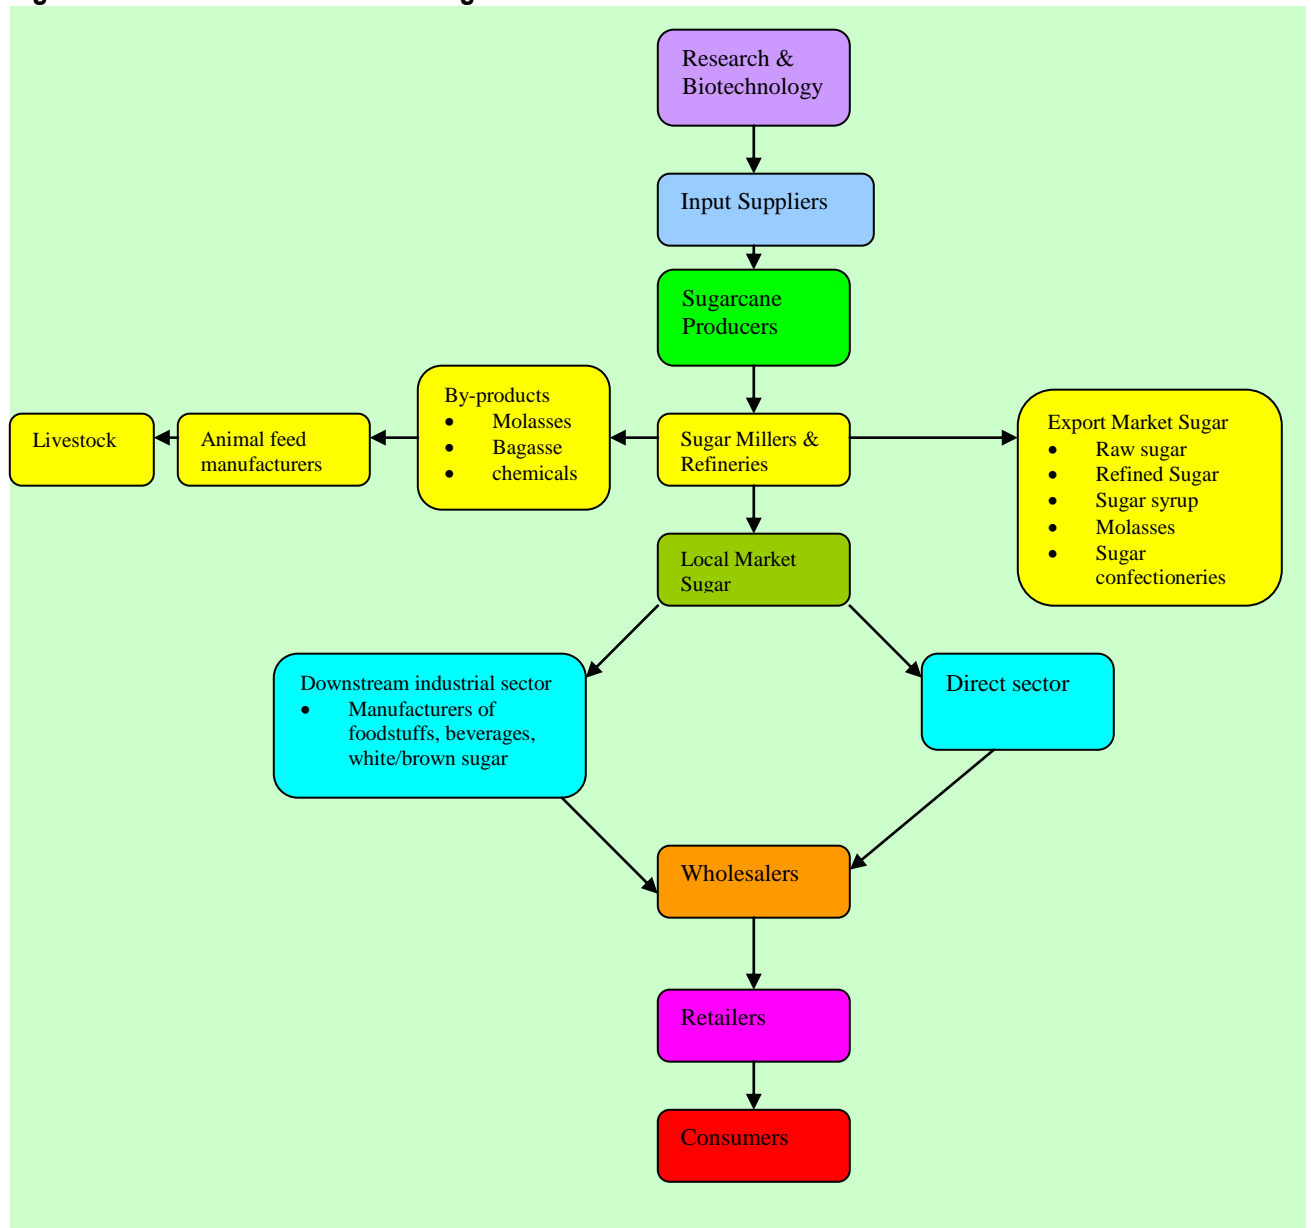 Research &
Biotechnology
Input Suppliers
Sugarcane
Producers
By-products
• Molasses
• Bagasse
• chemicals
Livestock
Animal feed
manufacturers
Sugar Millers &
Refineries
Export Market Sugar
• Raw sugar
• Refined Sugar
• Sugar syrup
• Molasses
• Sugar
confectioneries
Local Market
Sugar
Downstream industrial sector
• Manufacturers of
foodstuffs, beverages,
white/brown sugar
Direct sector
Wholesalers
Retailers
Consumers